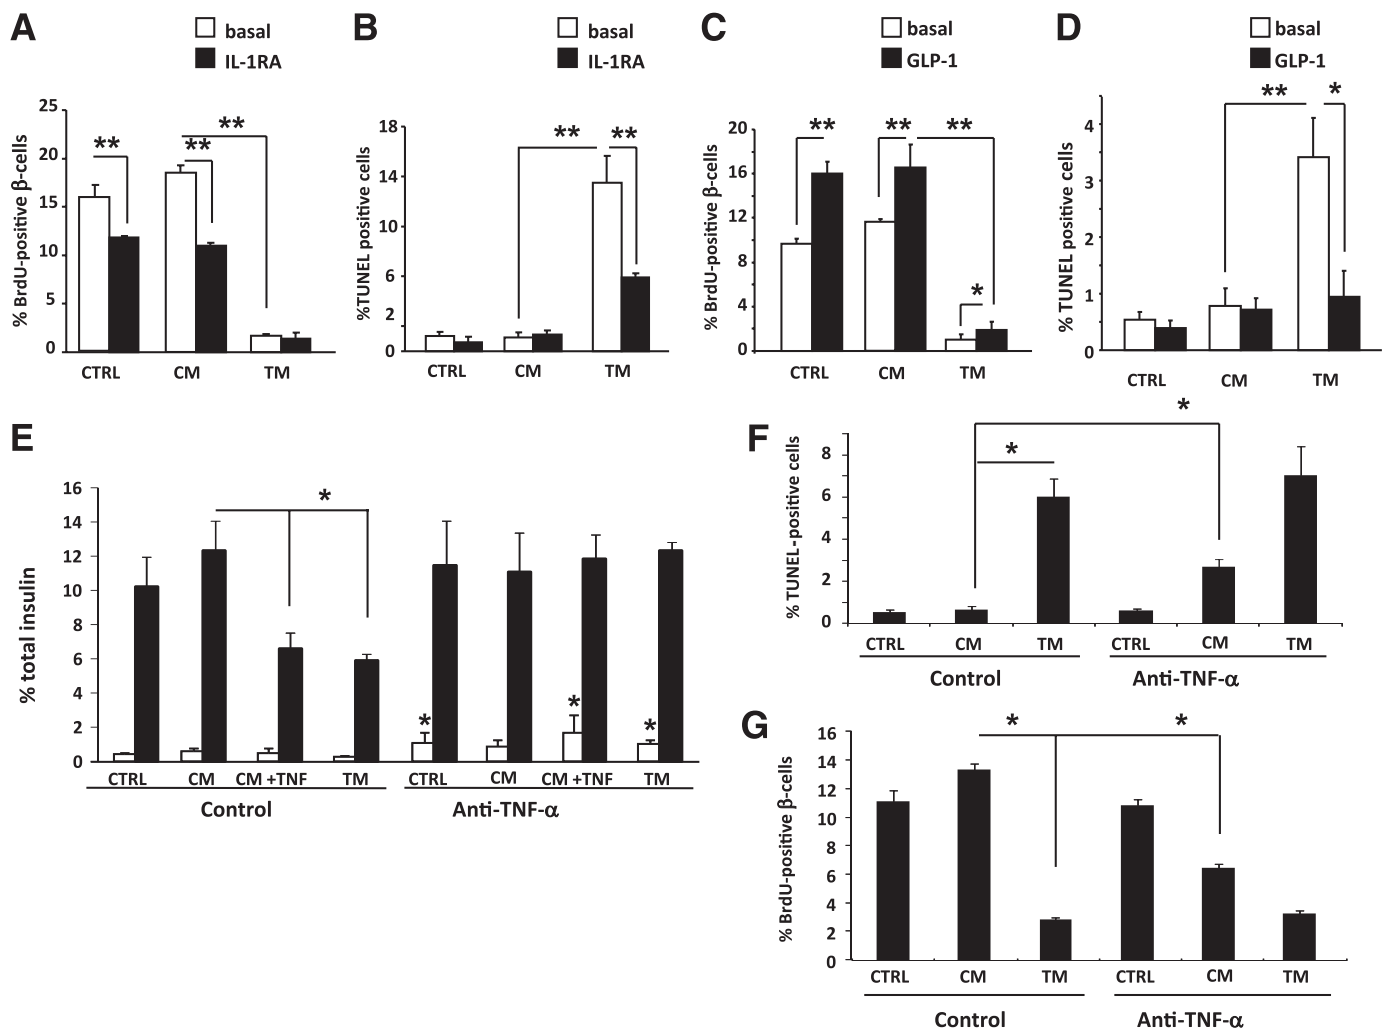 A
basal
IL-1RA
% BrdU-positive β-cells
25
20
15
10
5
0
**
**
**
CTRL
CM
TM
B
basal
IL-1RA
%TUNEL positive cells
18
14
10
6
2
0
**
**
CTRL
CM
TM
C
basal
GLP-1
% BrdU-positive β-cells
20
16
12
8
4
0
**
**
**
*
CTRL
CM
TM
D
basal
GLP-1
% TUNEL positive cells
4
3
2
1
0
**
*
CTRL
CM
TM
E
% total insulin
16
14
12
10
8
6
4
2
0
*
*
*
*
CTRL
CM
CM +TNF
TM
CTRL
CM
CM +TNF
TM
Control
Anti-TNF-α
F
% TUNEL-positive cells
8
6
4
2
0
*
*
CTRL
CM
TM
CTRL
CM
TM
Control
Anti-TNF-α
G
% BrdU-positive β-cells
16
14
12
10
8
6
4
2
0
*
*
CTRL
CM
TM
CTRL
CM
TM
Control
Anti-TNF-α